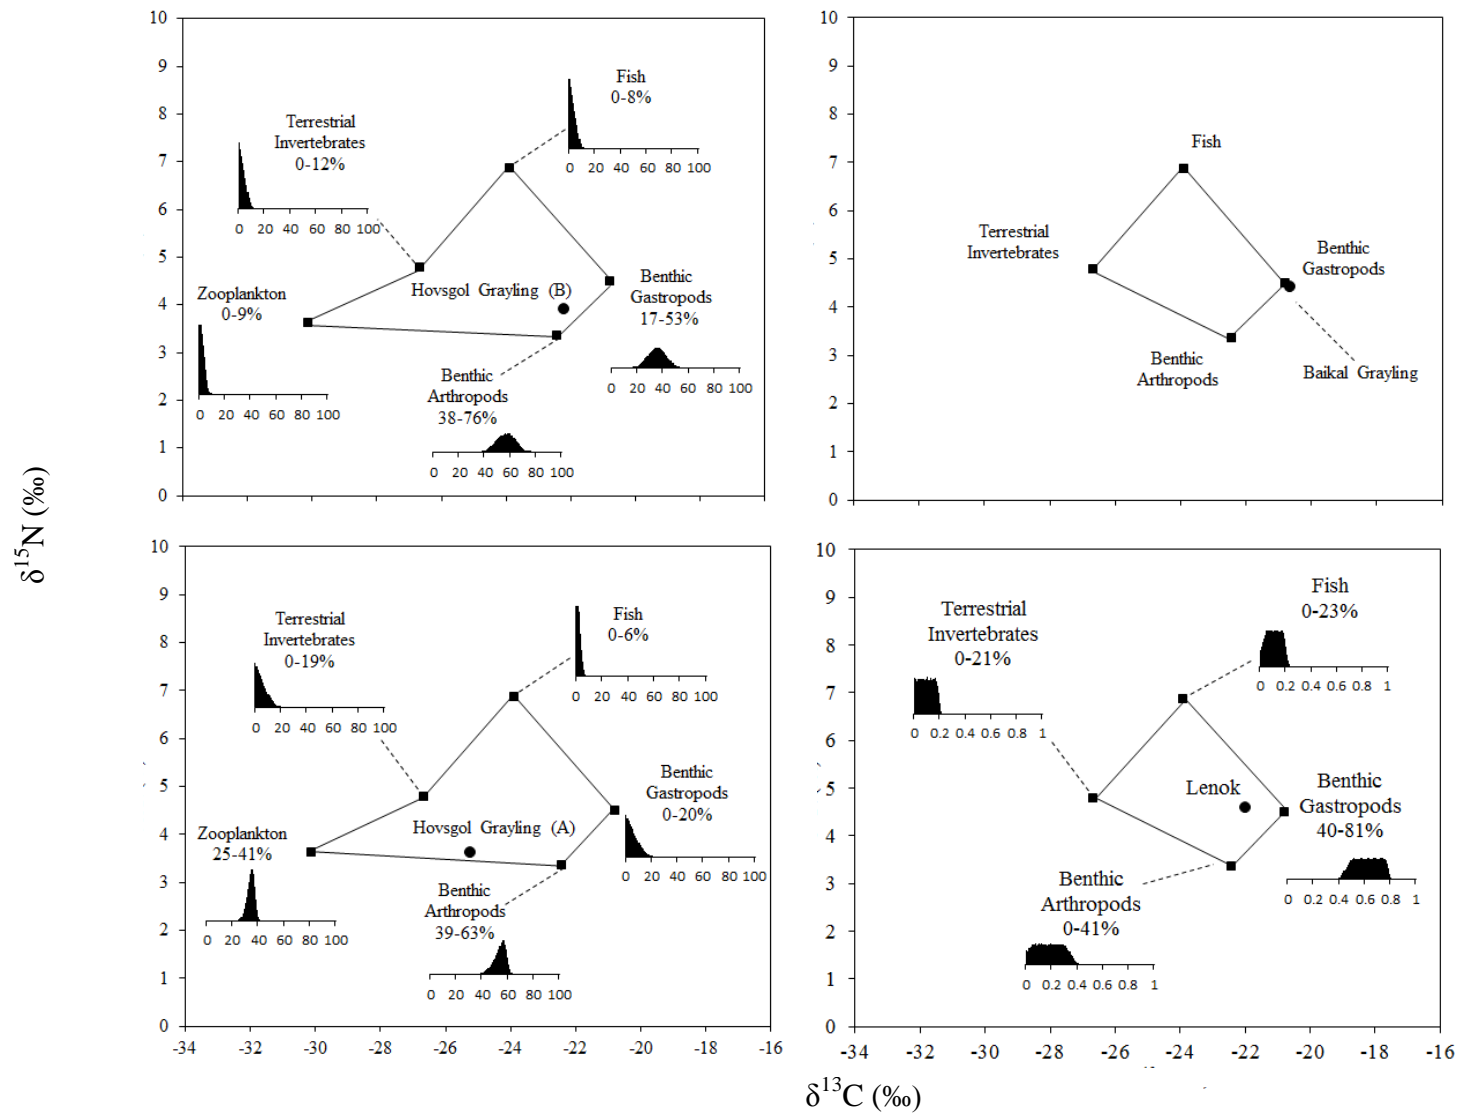 δ15N (‰)
10
9
8
7
6
5
4
3
2
1
0
Fish
0-8%
0 20 40 60 80 100
Terrestrial
Invertebrates
0-12%
0 20 40 60 80 100
Zooplankton
0-9%
0 20 40 60 80 100
Hovsgol Grayling (B)
Benthic
Gastropods
17-53%
0 20 40 60 80 100
Benthic
Arthropods
38-76%
0 20 40 60 80 100
10
9
8
7
6
5
4
3
2
1
0
Fish
Terrestrial
Invertebrates
Benthic
Gastropods
Benthic
Arthropods
Baikal Grayling
10
9
8
7
6
5
4
3
2
1
0
Fish
0-6%
0 20 40 60 80 100
Terrestrial
Invertebrates
0-19%
0 20 40 60 80 100
Zooplankton
25-41%
0 20 40 60 80 100
Hovsgol Grayling (A)
Benthic
Gastropods
0-20%
0 20 40 60 80 100
Benthic
Arthropods
39-63%
0 20 40 60 80 100
-34 -32 -30 -28 -26 -24 -22 -20 -18 -16
10
9
8
7
6
5
4
3
2
1
0
Fish
0-23%
0 0.2 0.4 0.6 0.8 1
Terrestrial
Invertebrates
0-21%
0 0.2 0.4 0.6 0.8 1
Lenok
Benthic
Gastropods
40-81%
0 0.2 0.4 0.6 0.8 1
Benthic
Arthropods
0-41%
0 0.2 0.4 0.6 0.8 1
-34 -32 -30 -28 -26 -24 -22 -20 -18 -16
δ13C (‰)